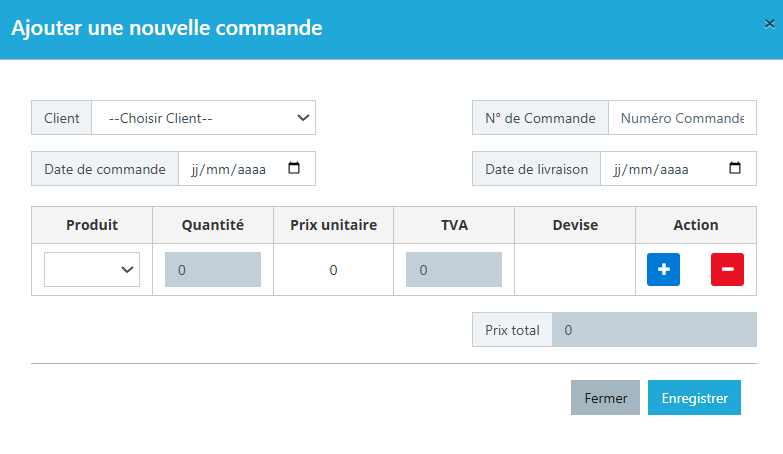 Ajouter une nouvelle commande ×
Client --Choisir Client-- N° de Commande Numéro Commande
Date de commande jj/mm/aaaa Date de livraison jj/mm/aaaa
Produit Quantité Prix unitaire TVA Devise Action
0 0 0 + −
Prix total 0
Fermer Enregistrer